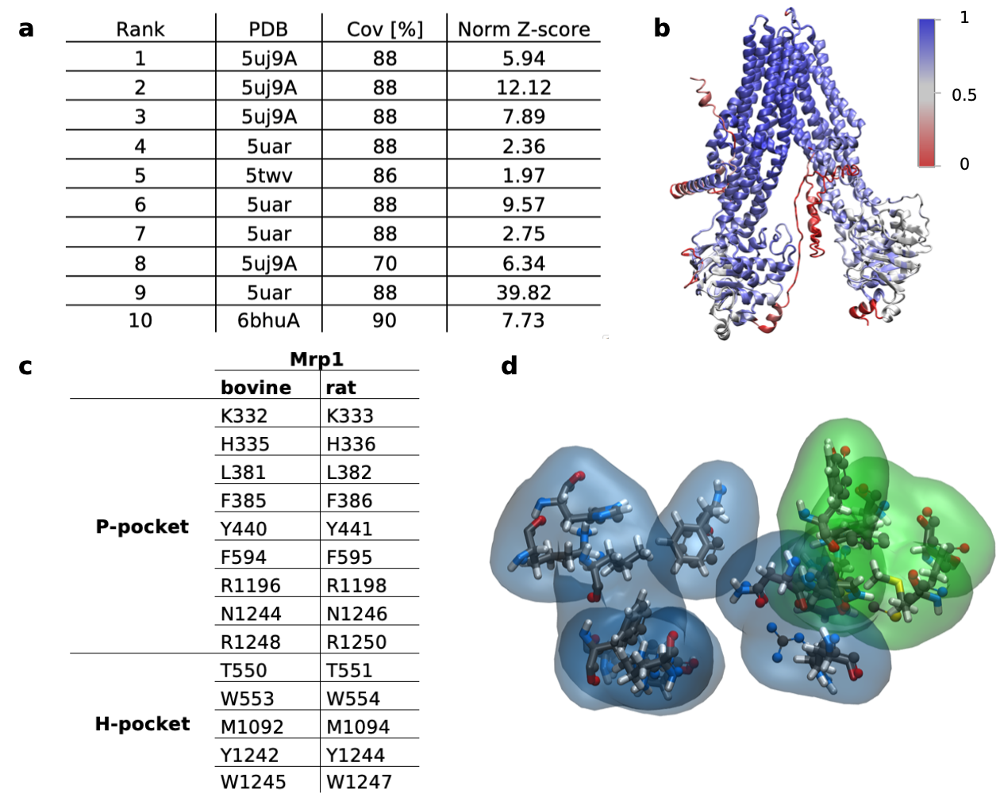 a
Rank PDB Cov [%] Norm Z-score
1 5uj9A 88 5.94
2 5uj9A 88 12.12
3 5uj9A 88 7.89
4 5uar 88 2.36
5 5twv 86 1.97
6 5uar 88 9.57
7 5uar 88 2.75
8 5uj9A 70 6.34
9 5uar 88 39.82
10 6bhuA 90 7.73
b
1
0.5
0
c
Mrp1
bovine rat
P-pocket
K332 K333
H335 H336
L381 L382
F385 F386
Y440 Y441
F594 F595
R1196 R1198
N1244 N1246
R1248 R1250
H-pocket
T550 T551
W553 W554
M1092 M1094
Y1242 Y1244
W1245 W1247
d